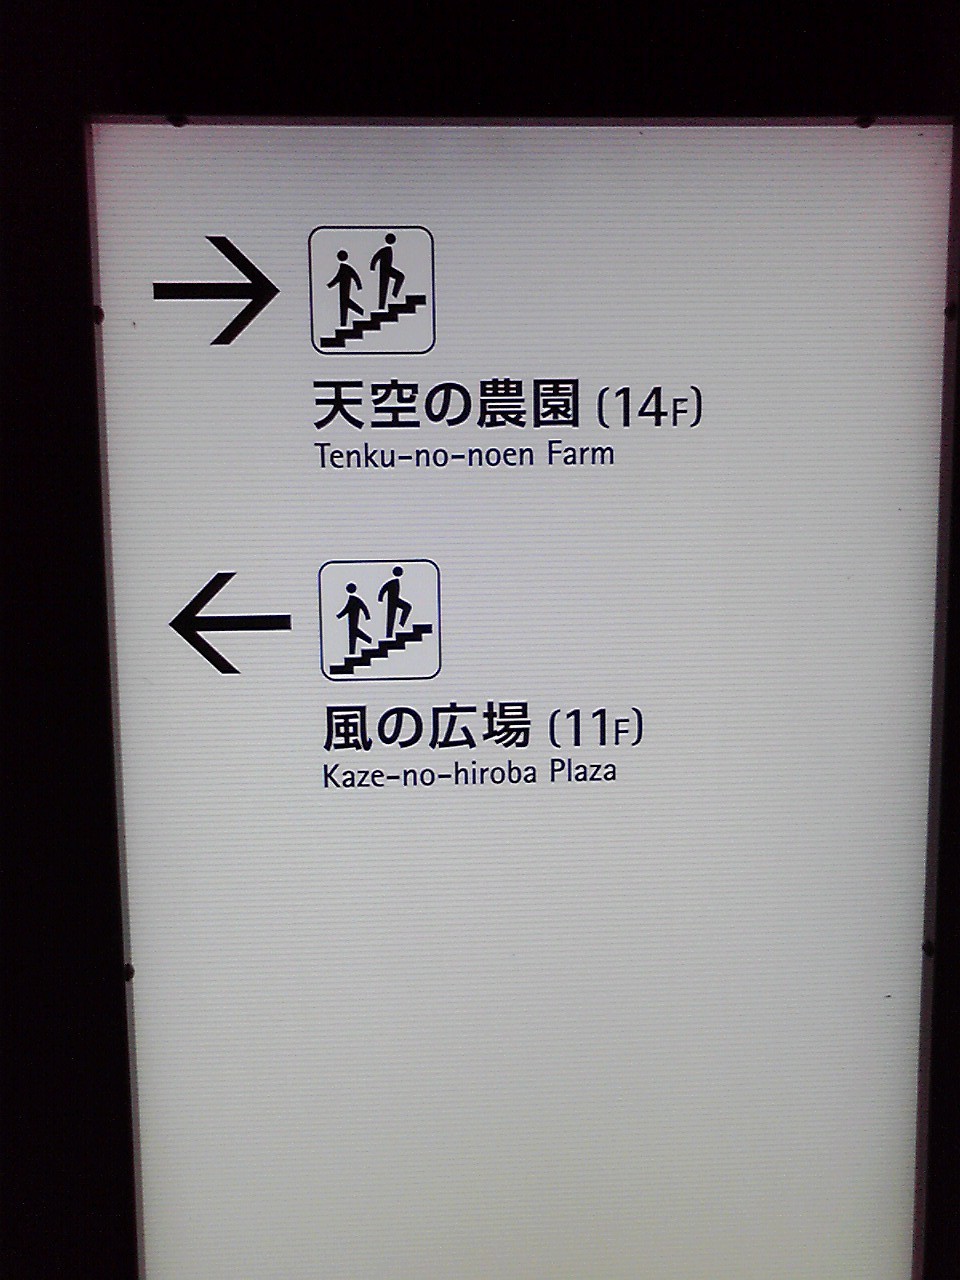 天空の農園 (14F)
Tenku-no-noen Farm
風の広場 (11F)
Kaze-no-hiroba Plaza